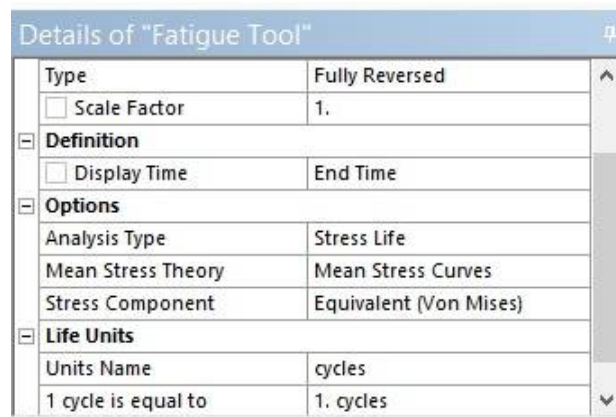 Details of "Fatigue Tool"
Type Fully Reversed
Scale Factor 1.
Definition
Display Time End Time
Options
Analysis Type Stress Life
Mean Stress Theory Mean Stress Curves
Stress Component Equivalent (Von Mises)
Life Units
Units Name cycles
1 cycle is equal to 1. cycles